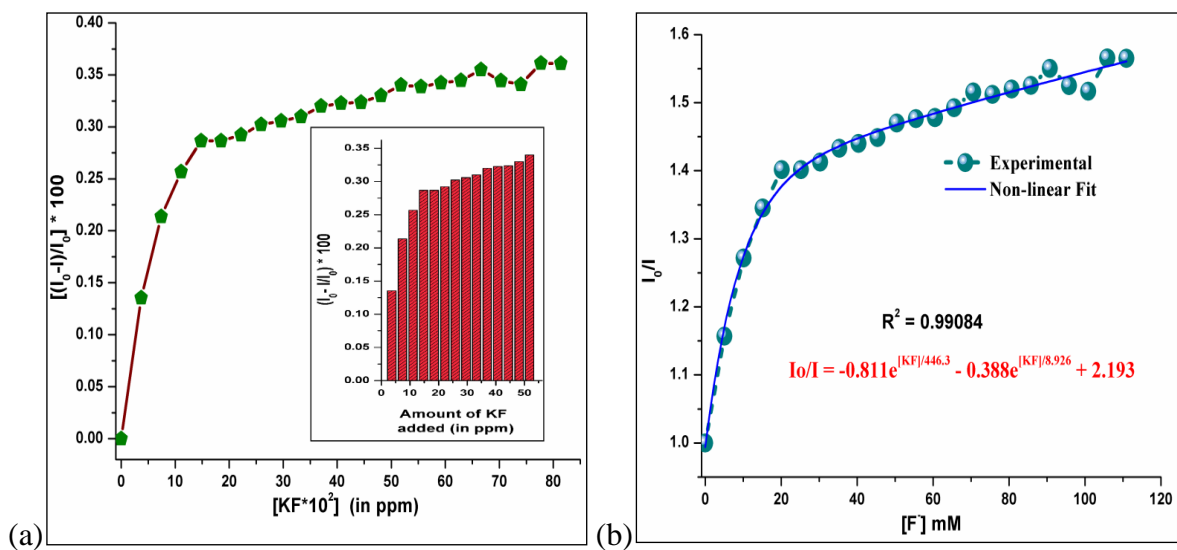 [(I₀-I)/I₀] * 100
0.40
0.35
0.30
0.25
0.20
0.15
0.10
0.05
0.00
0 10 20 30 40 50 60 70 80
[KF*10²] (in ppm)
(I₀- I/I₀) * 100
0.35
0.30
0.25
0.20
0.15
0.10
0.05
0.00
0 10 20 30 40 50
Amount of KF
added (in ppm)
(a)
I₀/I
1.6
1.5
1.4
1.3
1.2
1.1
1.0
Experimental
Non-linear Fit
R² = 0.99084
Io/I = -0.811e^[KF]/446.3 - 0.388e^[KF]/8.926 + 2.193
0 20 40 60 80 100 120
[F⁻] mM
(b)